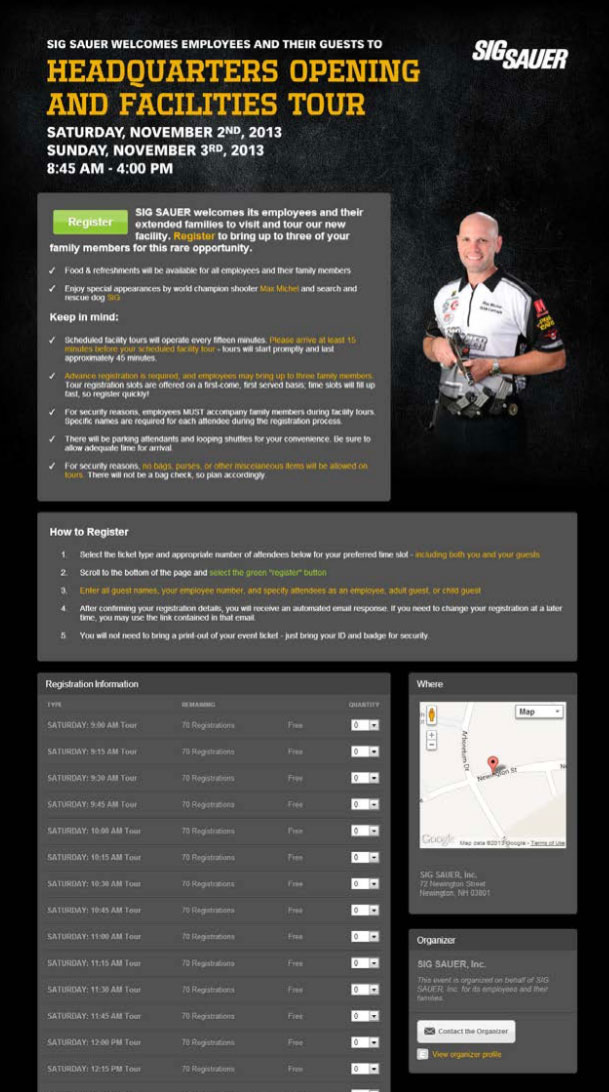 SIG SAUER WELCOMES EMPLOYEES AND THEIR GUESTS TO
HEADQUARTERS OPENING
AND FACILITIES TOUR
SATURDAY, NOVEMBER 2ND, 2013
SUNDAY, NOVEMBER 3RD, 2013
8:45 AM - 4:00 PM
SIG SAUER
Register
SIG SAUER welcomes its employees and their
extended families to visit and tour our new
facility. Register to bring up to three of your
family members for this rare opportunity.
✓ Food & refreshments will be available for all employees and their family members
✓ Enjoy special appearances by world champion shooter Max Michel and search and
rescue dog SIG.
Keep in mind:
✓ Scheduled facility tours will operate every fifteen minutes. Please arrive at least 15
minutes before your scheduled facility tour - tours will start promptly and last
approximately 45 minutes.
✓ Advance registration is required, and employees may bring up to three family members.
Tour registration slots are offered on a first-come, first served basis; time slots will fill up
fast, so register quickly!
✓ For security reasons, employees MUST accompany family members during facility tours.
Specific names are required for each attendee during the registration process.
✓ There will be parking attendants and looping shuttles for your convenience. Be sure to
allow adequate time for arrival.
✓ For security reasons, no bags, purses, or other miscelaneous items will be allowed on
tours. There will not be a bag check, so plan accordingly.
How to Register
1. Select the ticket type and appropriate number of attendees below for your preferred time slot - including both you and your guests
2. Scroll to the bottom of the page and select the green "register" button
3. Enter all guest names, your employee number, and specify attendees as an employee, adult guest, or child guest
4. After confirming your registration details, you will receive an automated email response. If you need to change your registration at a later
time, you may use the link contained in that email.
5. You will not need to bring a print-out of your event ticket - just bring your ID and badge for security.
Registration Information
TYPE REMAINING QUANTITY
SATURDAY: 9:00 AM Tour 70 Registrations Free 0
SATURDAY: 9:15 AM Tour 70 Registrations Free 0
SATURDAY: 9:30 AM Tour 70 Registrations Free 0
SATURDAY: 9:45 AM Tour 70 Registrations Free 0
SATURDAY: 10:00 AM Tour 70 Registrations Free 0
SATURDAY: 10:15 AM Tour 70 Registrations Free 0
SATURDAY: 10:30 AM Tour 70 Registrations Free 0
SATURDAY: 10:45 AM Tour 70 Registrations Free 0
SATURDAY: 11:00 AM Tour 70 Registrations Free 0
SATURDAY: 11:15 AM Tour 70 Registrations Free 0
SATURDAY: 11:30 AM Tour 70 Registrations Free 0
SATURDAY: 11:45 AM Tour 70 Registrations Free 0
SATURDAY: 12:00 PM Tour 70 Registrations Free 0
SATURDAY: 12:15 PM Tour 70 Registrations Free 0
Where
Map
Arboretum Dr
Newington St
Google
Map data ©2013 Google - Terms of Use
SIG SAUER, Inc.
72 Newington Street
Newington, NH 03801
Organizer
SIG SAUER, Inc.
This event is organized on behalf of SIG
SAUER, Inc. for its employees and their
families.
Contact the Organizer
View organizer profile